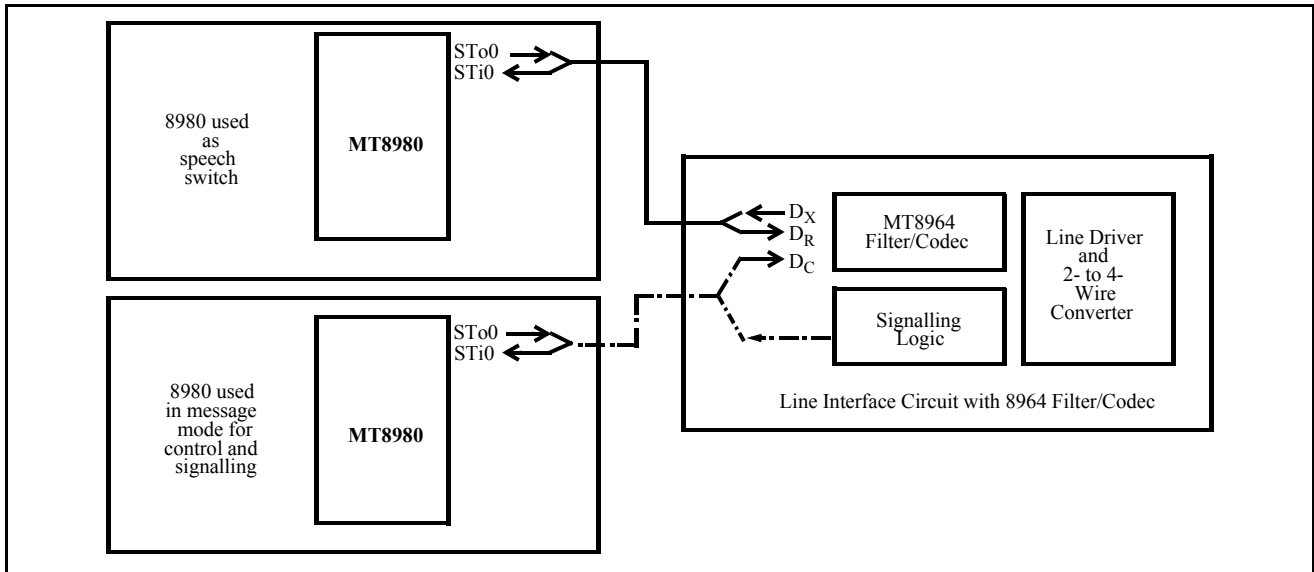 STo0
STi0
8980 used
as
speech
switch
MT8980
DX
DR
DC
MT8964
Filter/Codec
Signalling
Logic
Line Driver
and
2- to 4-
Wire
Converter
Line Interface Circuit with 8964 Filter/Codec
STo0
STi0
8980 used
in message
mode for
control and
signalling
MT8980